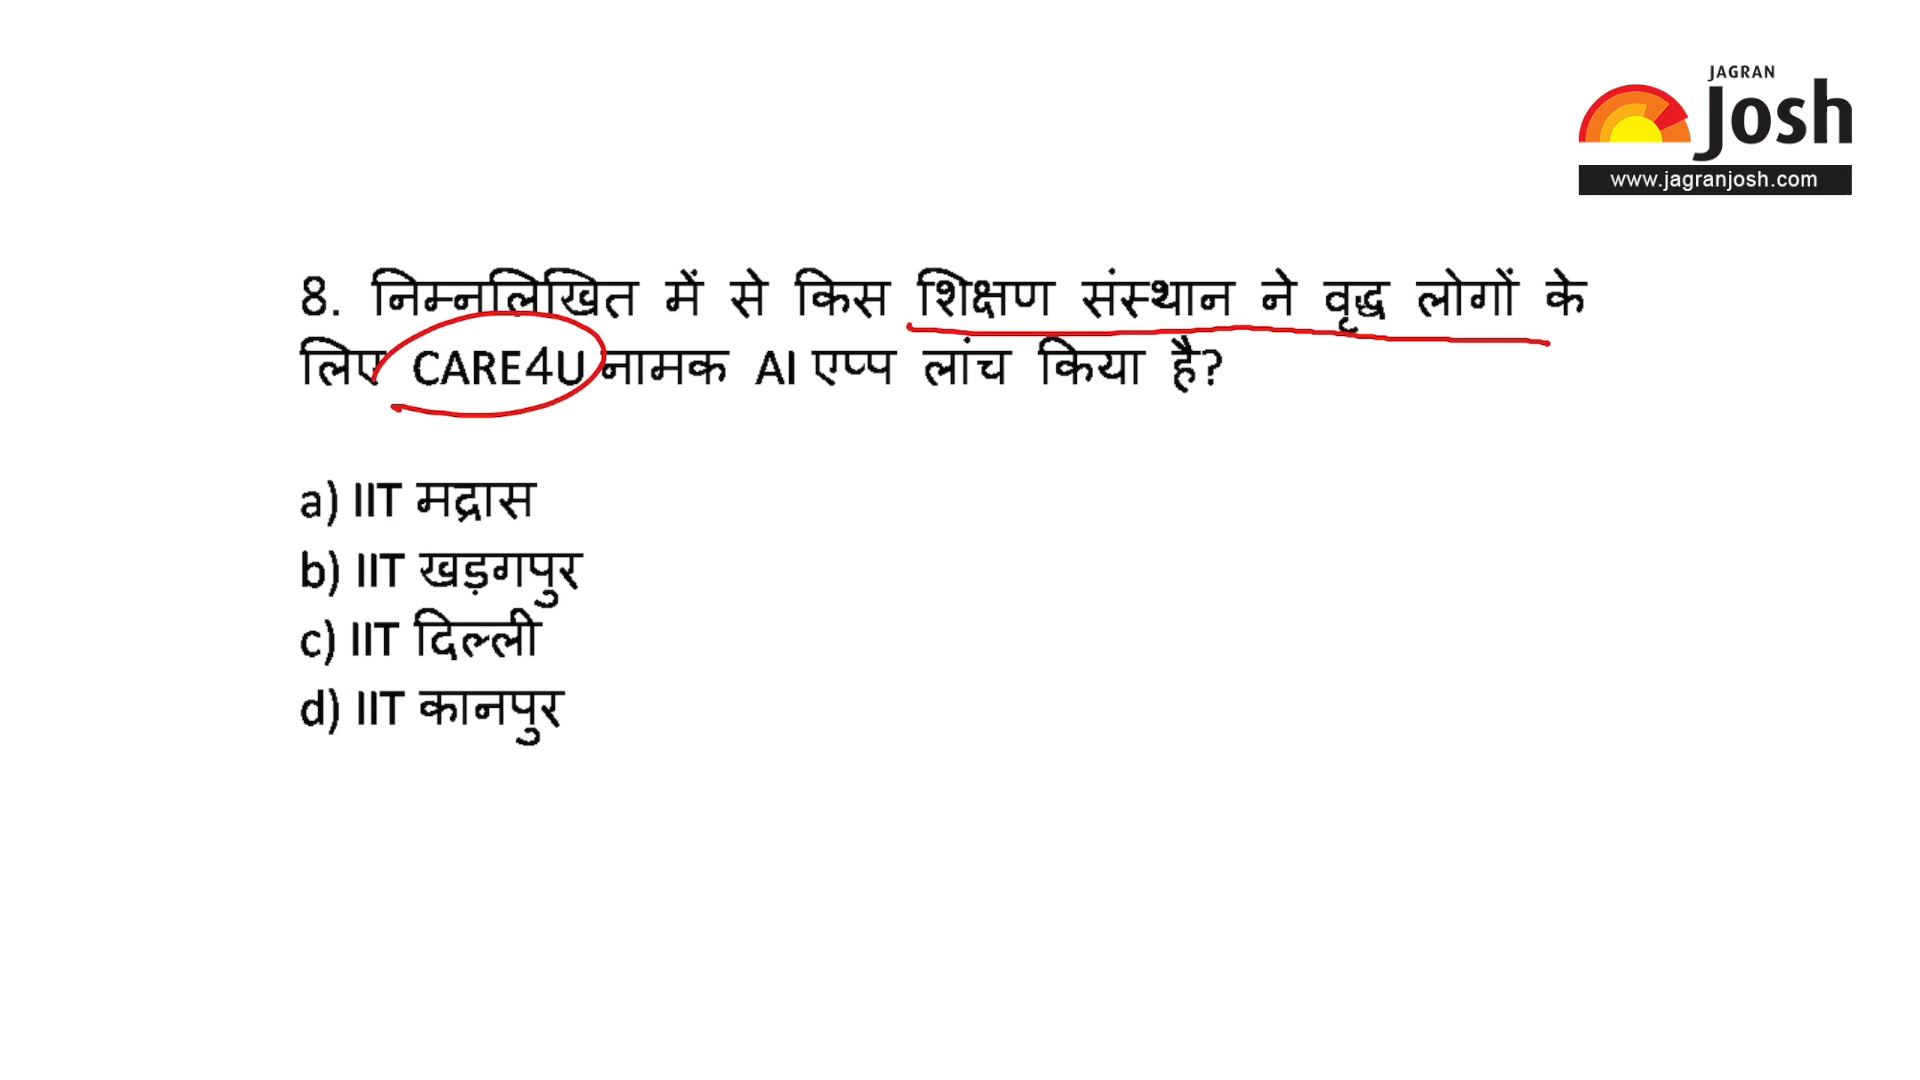 JAGRAN
Josh
www.jagranjosh.com
8. निम्नलिखित में से किस शिक्षण संस्थान ने वृद्ध लोगों के
लिए CARE4U नामक AI एप्प लांच किया है?
a) IIT मद्रास
b) IIT खड़गपुर
c) IIT दिल्ली
d) IIT कानपुर